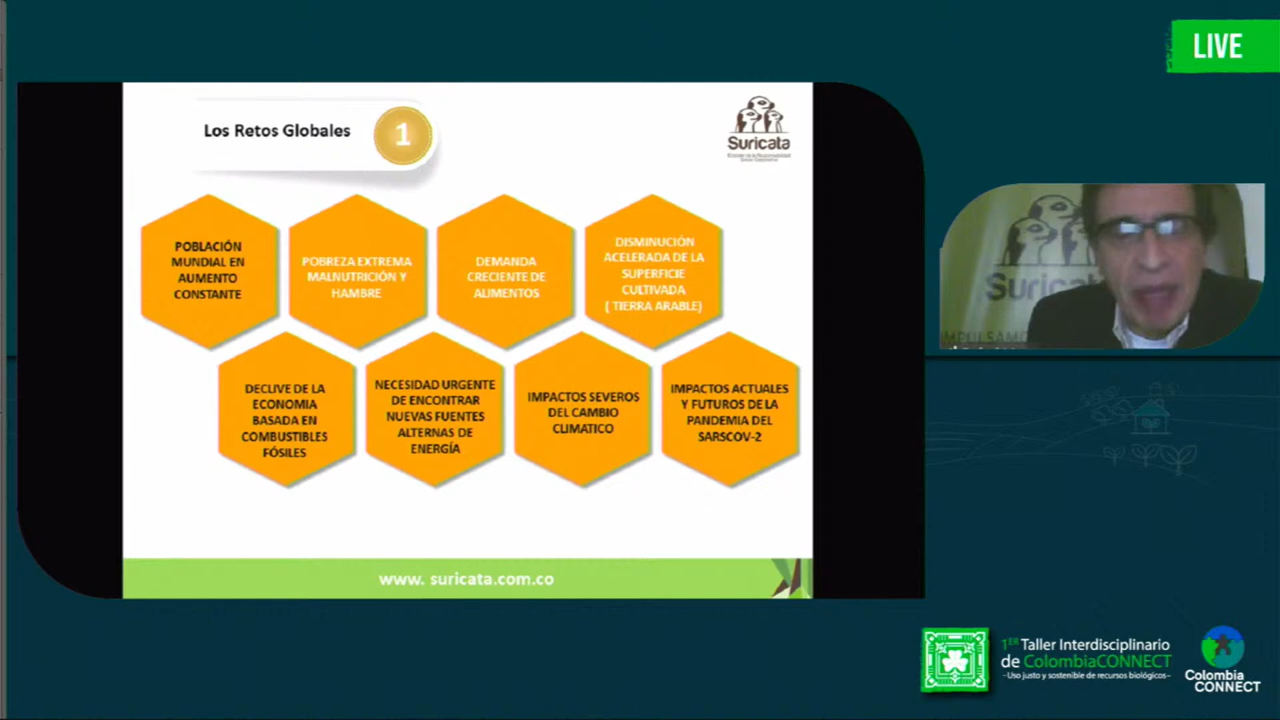 LIVE
Los Retos Globales
1
Suricata
POBLACIÓN
MUNDIAL EN
AUMENTO
CONSTANTE
POBREZA EXTREMA
MALNUTRICIÓN Y
HAMBRE
DEMANDA
CRECIENTE DE
ALIMENTOS
DISMINUCIÓN
ACELERADA DE LA
SUPERFICIE
CULTIVADA
( TIERRA ARABLE)
DECLIVE DE LA
ECONOMIA
BASADA EN
COMBUSTIBLES
FÓSILES
NECESIDAD URGENTE
DE ENCONTRAR
NUEVAS FUENTES
ALTERNAS DE
ENERGÍA
IMPACTOS SEVEROS
DEL CAMBIO
CLIMATICO
IMPACTOS ACTUALES
Y FUTUROS DE LA
PANDEMIA DEL
SARSCOV-2
www. suricata.com.co
Suricata
1ER Taller Interdisciplinario
de ColombiaCONNECT
-Uso justo y sostenible de recursos biológicos-
Colombia
CONNECT